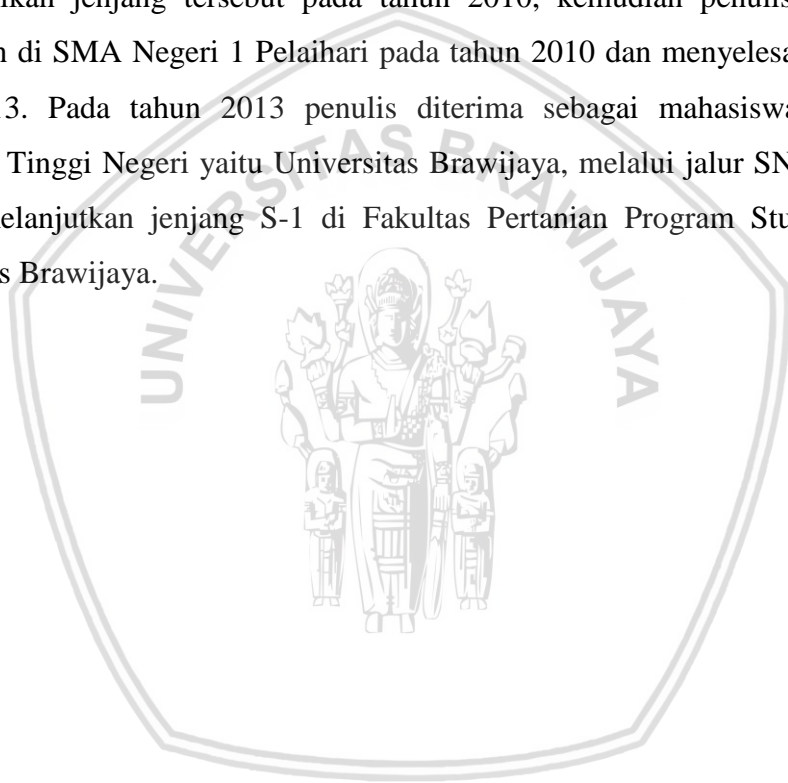 kan jenjang tersebut pada tahun 2010, kemudian penulis
di SMA Negeri 1 Pelaihari pada tahun 2010 dan menyelesa
13. Pada tahun 2013 penulis diterima sebagai mahasiswa
Tinggi Negeri yaitu Universitas Brawijaya, melalui jalur SN
elanjutkan jenjang S-1 di Fakultas Pertanian Program Stu
s Brawijaya.
UNIVERSITAS BRAWIJAYA